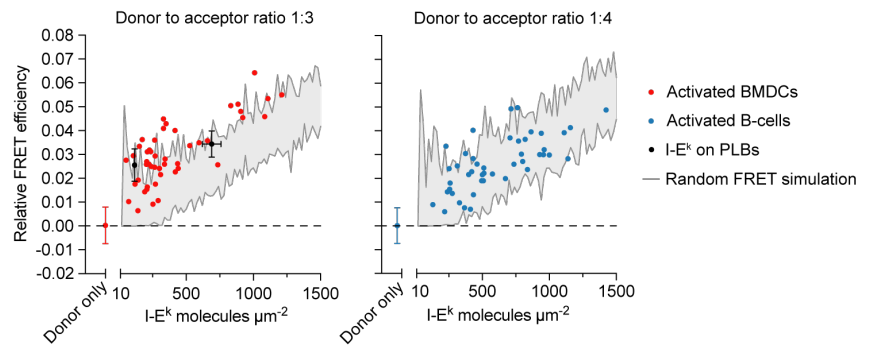 Donor to acceptor ratio 1:3
Donor to acceptor ratio 1:4
Relative FRET efficiency
0.08
0.07
0.06
0.05
0.04
0.03
0.02
0.01
0.00
-0.01
-0.02
Donor only
10
500
1000
1500
I-Eᵏ molecules µm⁻²
Donor only
10
500
1000
1500
I-Eᵏ molecules µm⁻²
Activated BMDCs
Activated B-cells
I-Eᵏ on PLBs
Random FRET simulation